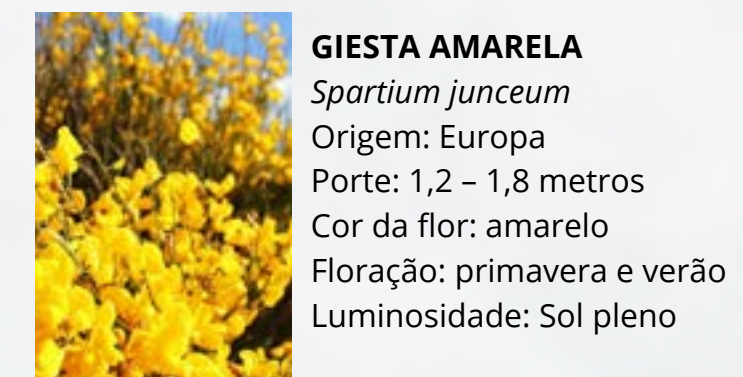 GIESTA AMARELA
Spartium junceum
Origem: Europa
Porte: 1,2 – 1,8 metros
Cor da flor: amarelo
Floração: primavera e verão
Luminosidade: Sol pleno